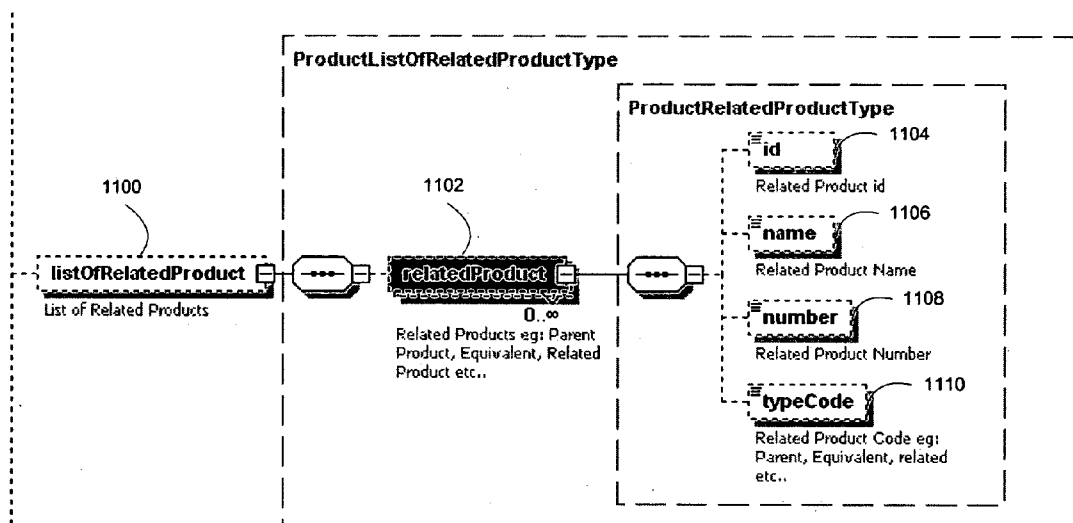 ProductListOfRelatedProductType
ProductRelatedProductType
1100
listOfRelatedProduct
List of Related Products
1102
relatedProduct
0..∞
Related Products eg: Parent
Product, Equivalent, Related
Product etc..
1104
id
Related Product id
1106
name
Related Product Name
1108
number
Related Product Number
1110
typeCode
Related Product Code eg:
Parent, Equivalent, related
etc..